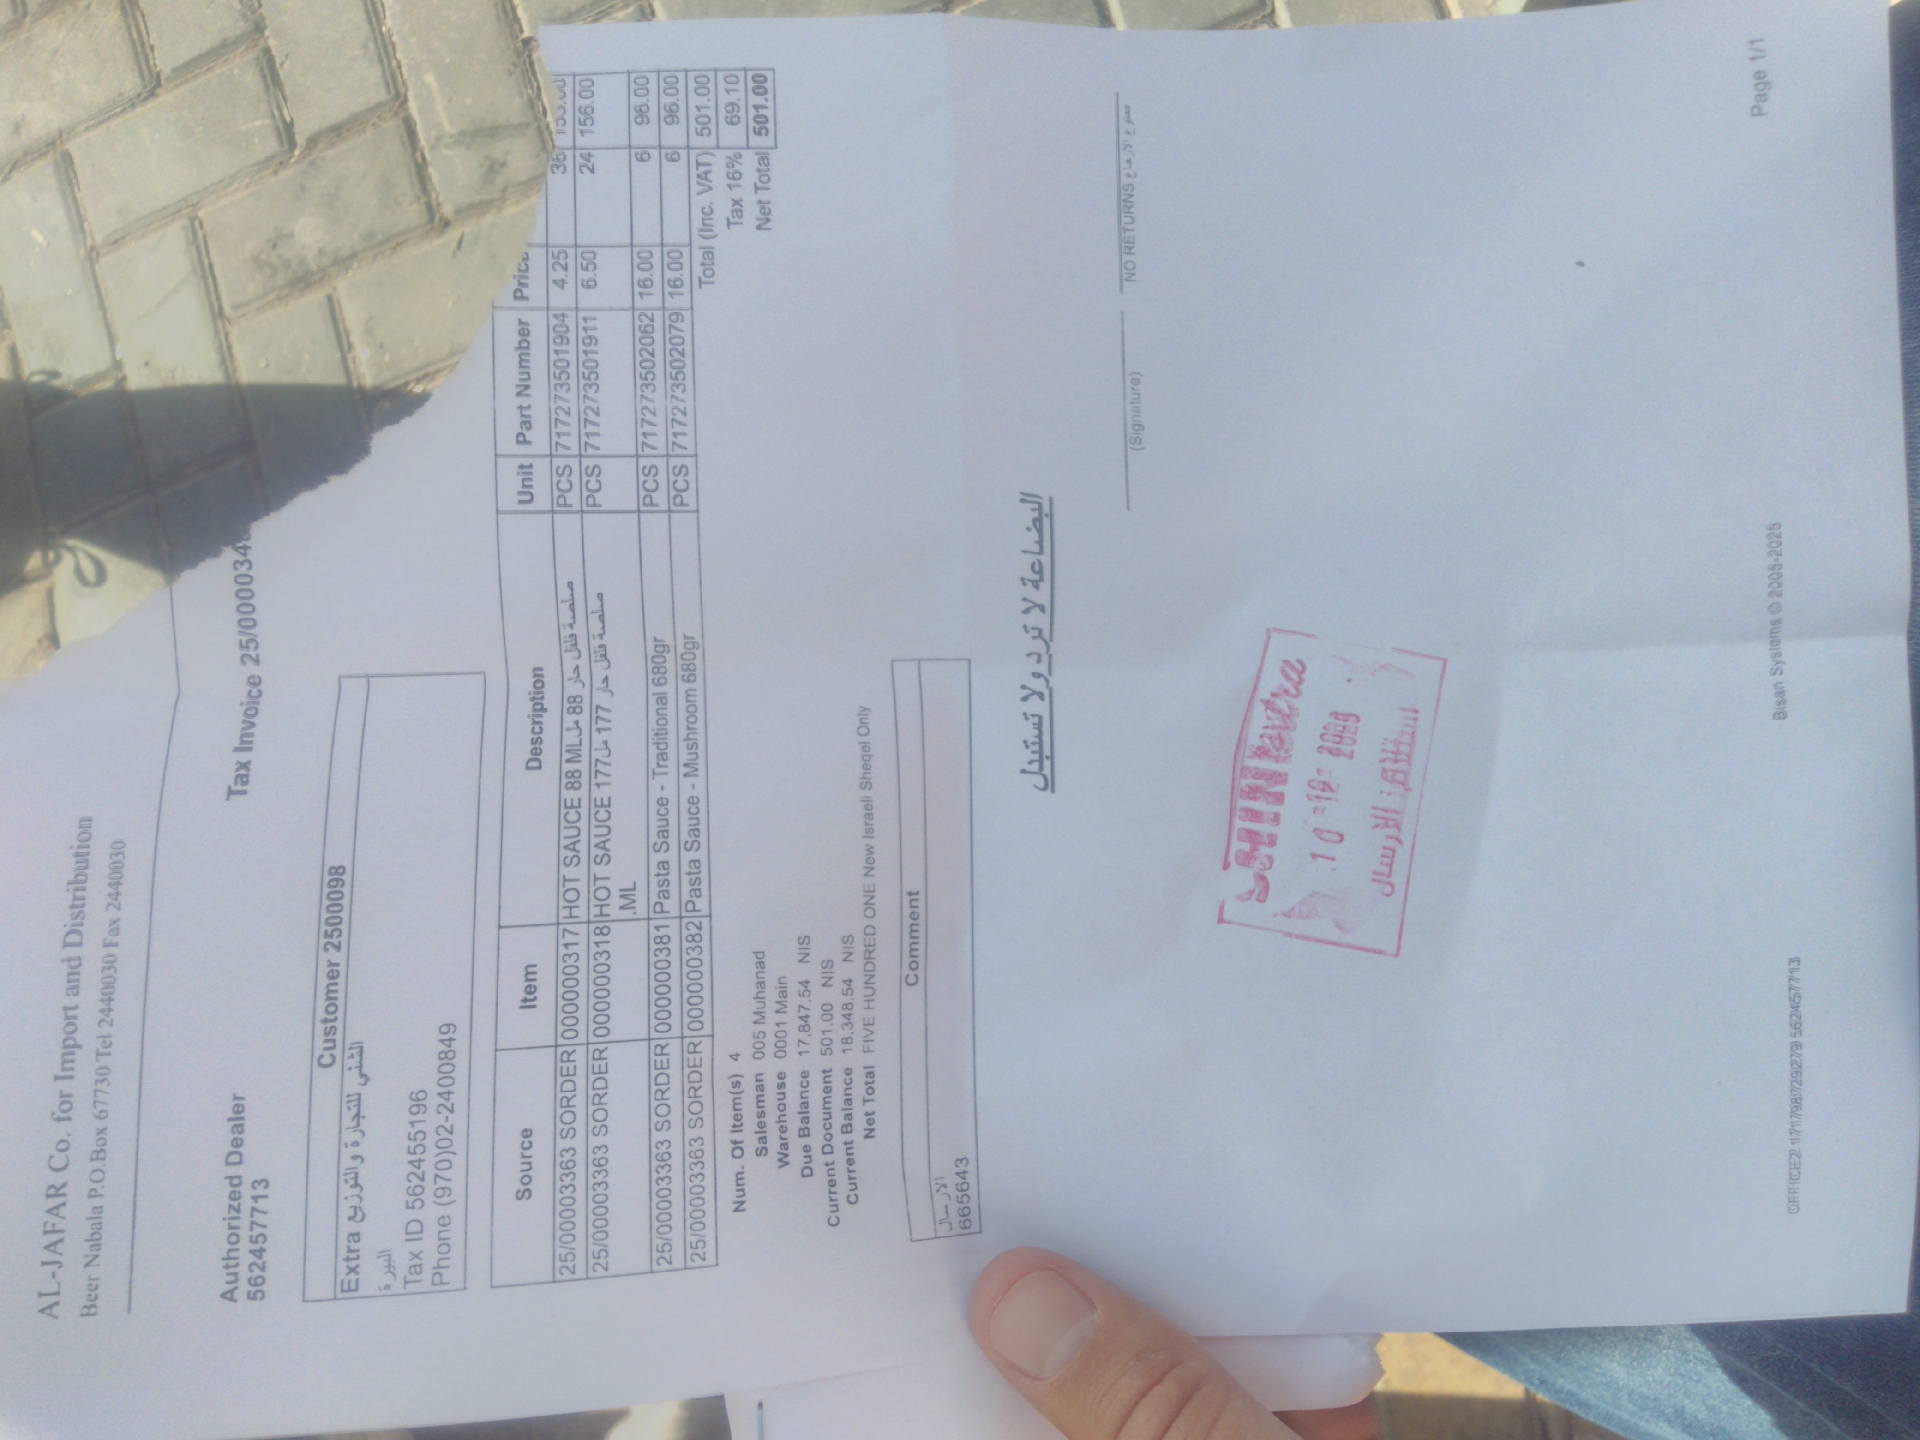 AL-JAFAR Co. for Import and Distribution
Beer Nabala P.O.Box 67730 Tel 2440030 Fax 2440030
Authorized Dealer
562457713
Tax Invoice 25/000034
Customer 2500098
Extra الشني للتجارة والتوزيع
البيرة
Tax ID 562455196
Phone (970)02-2400849
Source Item Description Unit Part Number Price
25/00003363 SORDER 000000317 HOT SAUCE 88 ML صلصة فلفل حار 88 مل PCS 717273501904 4.25 36
25/00003363 SORDER 000000318 HOT SAUCE 177 صلصة فلفل حار 177 مل PCS 717273501911 6.50 24 156.00
.ML
25/00003363 SORDER 000000381 Pasta Sauce - Traditional 680gr PCS 717273502062 16.00 6 96.00
25/00003363 SORDER 000000382 Pasta Sauce - Mushroom 680gr PCS 717273502079 16.00 6 96.00
Total (Inc. VAT) 501.00
Tax 16% 69.10
Net Total 501.00
Num. Of Item(s) 4
Salesman 005 Muhanad
Warehouse 0001 Main
Due Balance 17,847.54 NIS
Current Document 501.00 NIS
Current Balance 18,348.54 NIS
Net Total FIVE HUNDRED ONE New Israeli Sheqel Only
Comment
الارسال
6665643
البضاعة لا ترد ولا تستبدل
(Signature)
NO RETURNS
الارسال
Bisan Systems © 2005-2025
Page 1/1